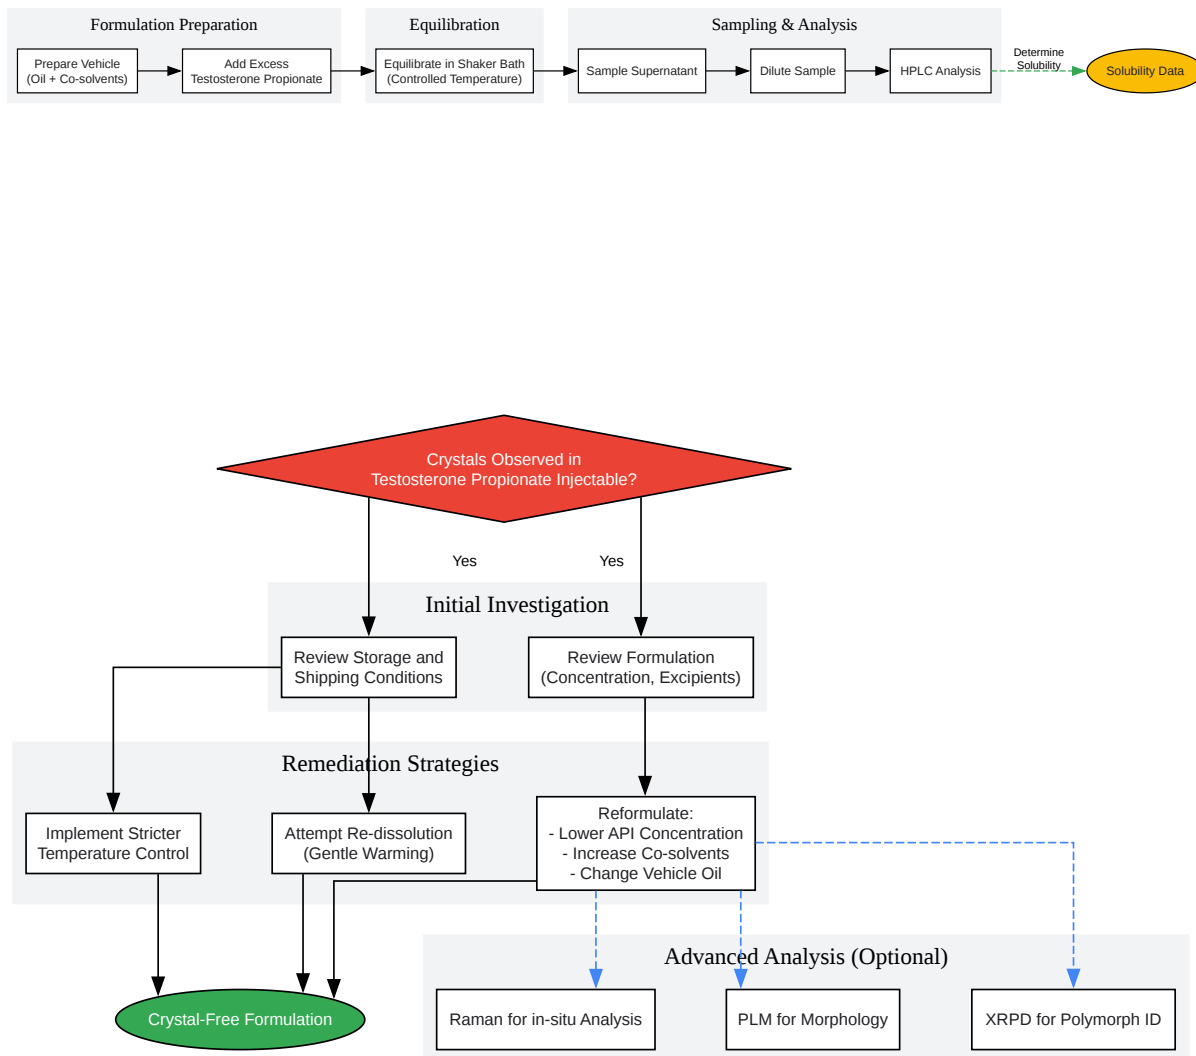 Formulation Preparation
Equilibration
Sampling & Analysis
Prepare Vehicle
(Oil + Co-solvents)
Add Excess
Testosterone Propionate
Equilibrate in Shaker Bath
(Controlled Temperature)
Sample Supernatant
Dilute Sample
HPLC Analysis
Determine
Solubility
Solubility Data
Crystals Observed in
Testosterone Propionate Injectable?
Yes
Yes
Initial Investigation
Review Storage and
Shipping Conditions
Review Formulation
(Concentration, Excipients)
Remediation Strategies
Implement Stricter
Temperature Control
Attempt Re-dissolution
(Gentle Warming)
Reformulate:
- Lower API Concentration
- Increase Co-solvents
- Change Vehicle Oil
Advanced Analysis (Optional)
Crystal-Free Formulation
Raman for in-situ Analysis
PLM for Morphology
XRPD for Polymorph ID